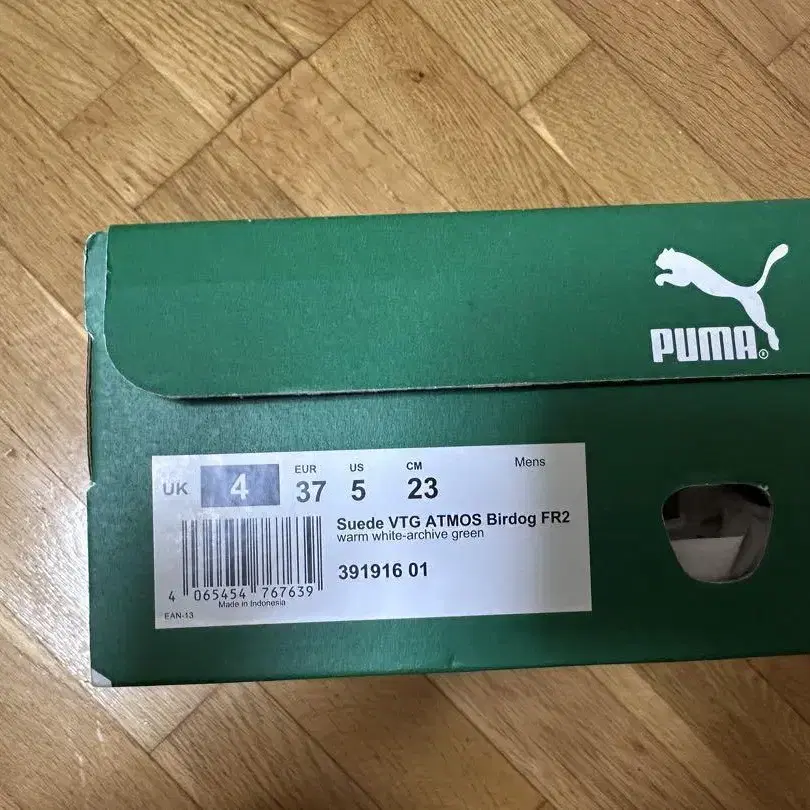 PUMA®
UK 4 EUR 37 US 5 CM 23 Mens
Suede VTG ATMOS Birdog FR2
warm white-archive green
391916 01
4 065454 767639
Made in Indonesia
EAN-13